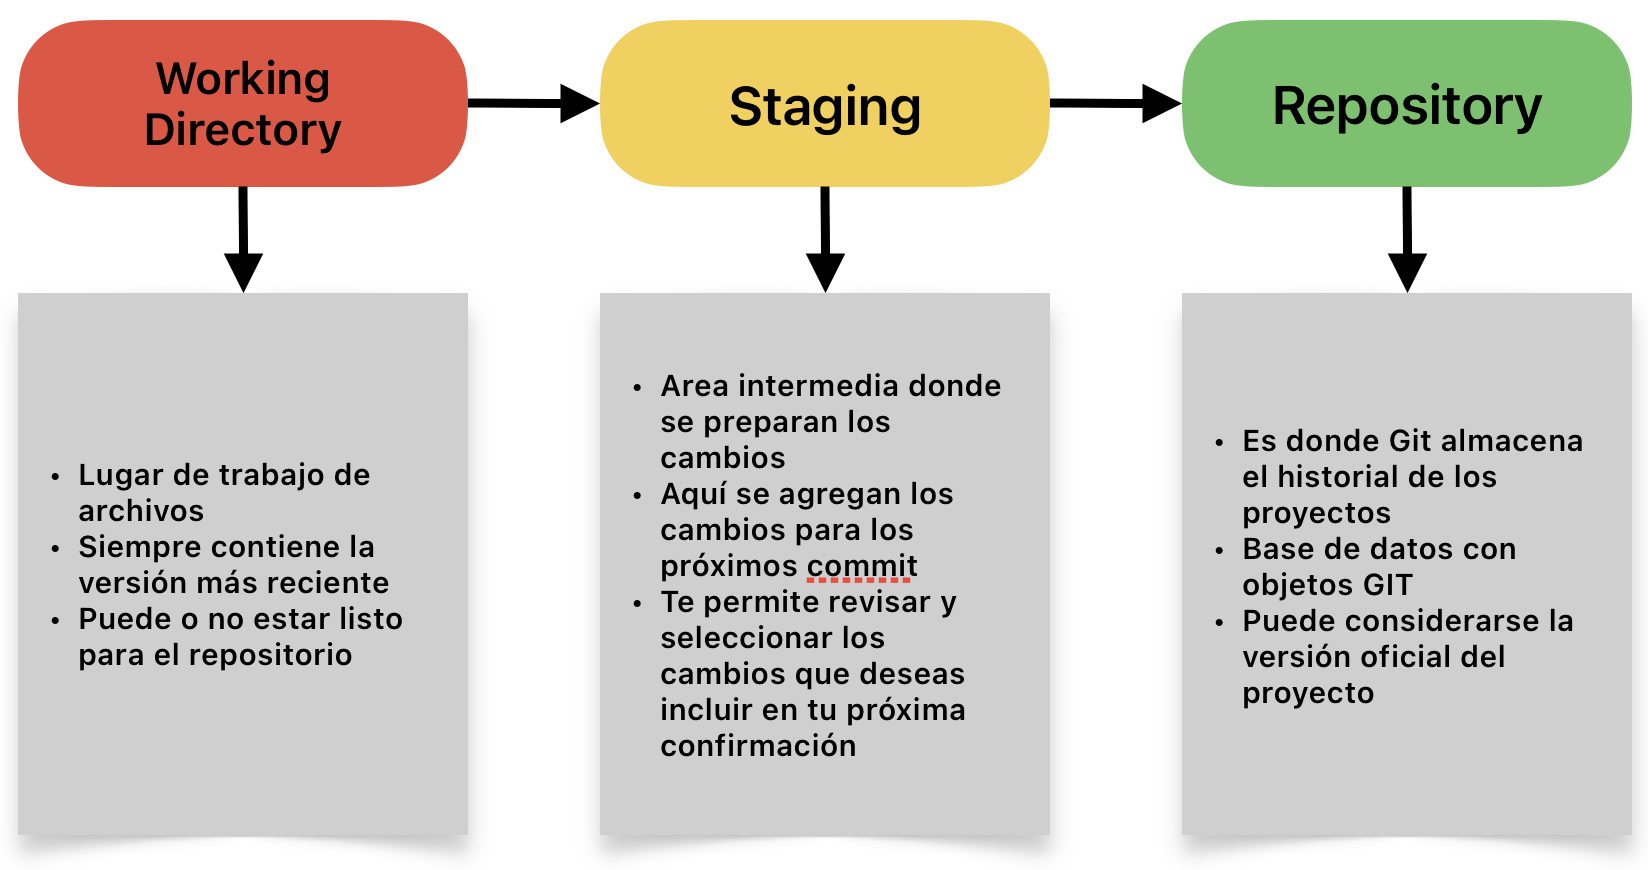 Working
Directory
Staging
Repository
• Lugar de trabajo de
archivos
• Siempre contiene la
versión más reciente
• Puede o no estar listo
para el repositorio
• Area intermedia donde
se preparan los
cambios
• Aquí se agregan los
cambios para los
próximos commit
• Te permite revisar y
seleccionar los
cambios que deseas
incluir en tu próxima
confirmación
• Es donde Git almacena
el historial de los
proyectos
• Base de datos con
objetos GIT
• Puede considerarse la
versión oficial del
proyecto